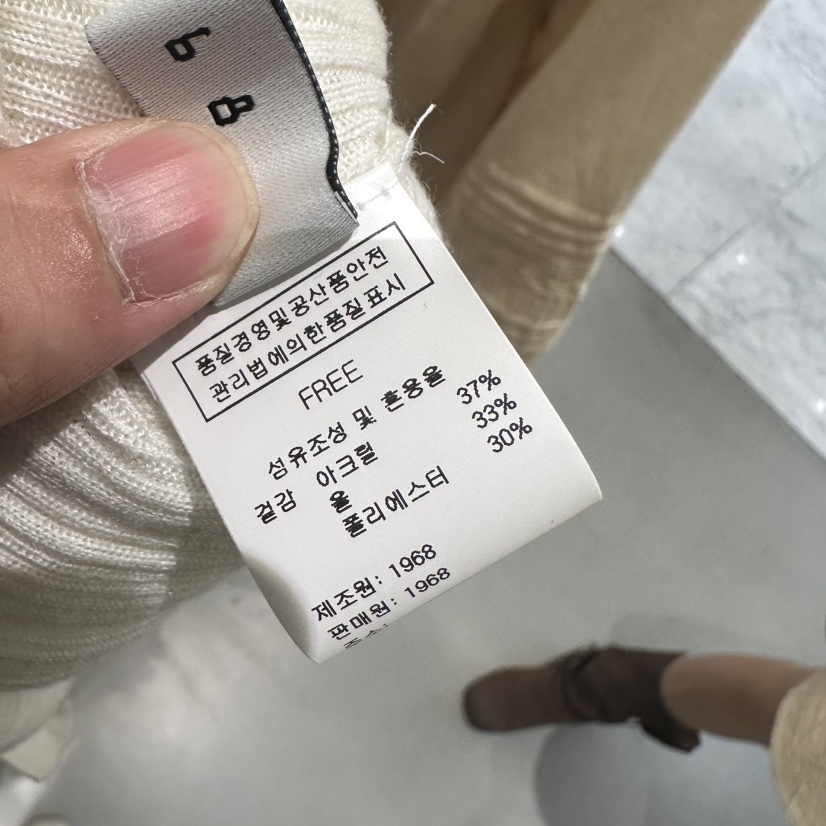 품질경영및공산품안전
관리법에의한품질표시
FREE
섬유조성 및 혼용율
겉감 아크릴 37%
울 33%
폴리에스터 30%
제조원: 1968
판매원: 1968